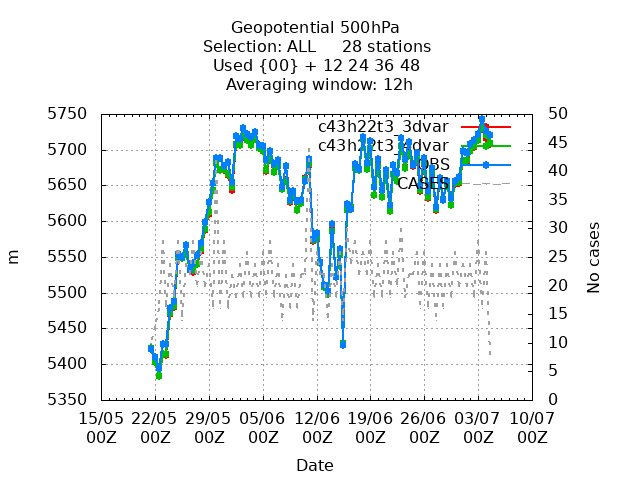 Geopotential 500hPa
Selection: ALL     28 stations
Used {00} + 12 24 36 48
Averaging window: 12h
5750
5700
5650
5600
5550
5500
5450
5400
5350
m
50
45
40
35
30
25
20
15
10
5
0
No cases
c43h22t3_3dvar
OBS
CASES
15/05 22/05 29/05 05/06 12/06 19/06 26/06 03/07 10/07
00Z 00Z 00Z 00Z 00Z 00Z 00Z 00Z 00Z
Date